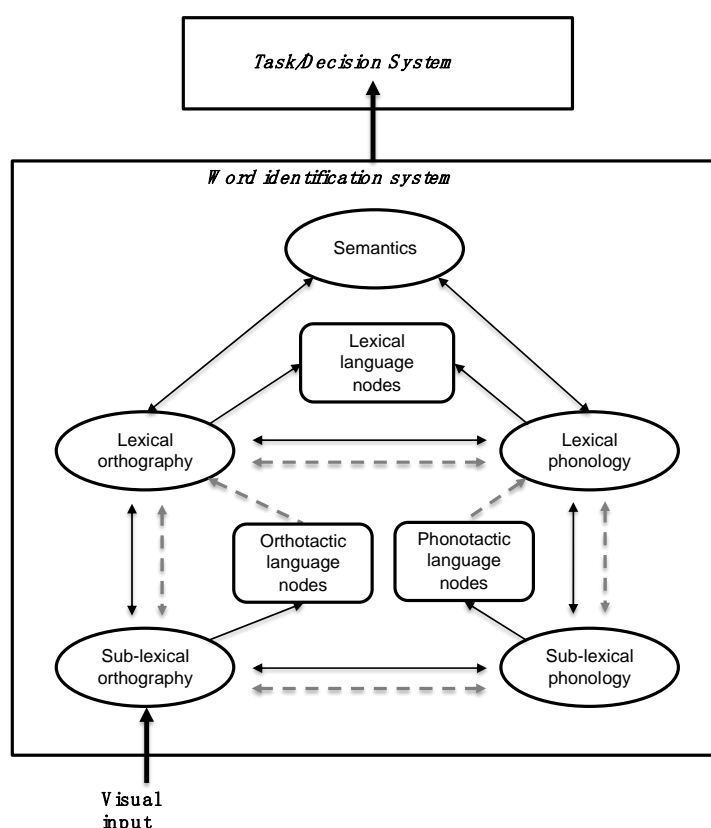 Task/Decision System
Word identification system
Semantics
Lexical
language
nodes
Lexical
orthography
Lexical
phonology
Orthotactic
language
nodes
Phonotactic
language
nodes
Sub-lexical
orthography
Sub-lexical
phonology
Visual
input